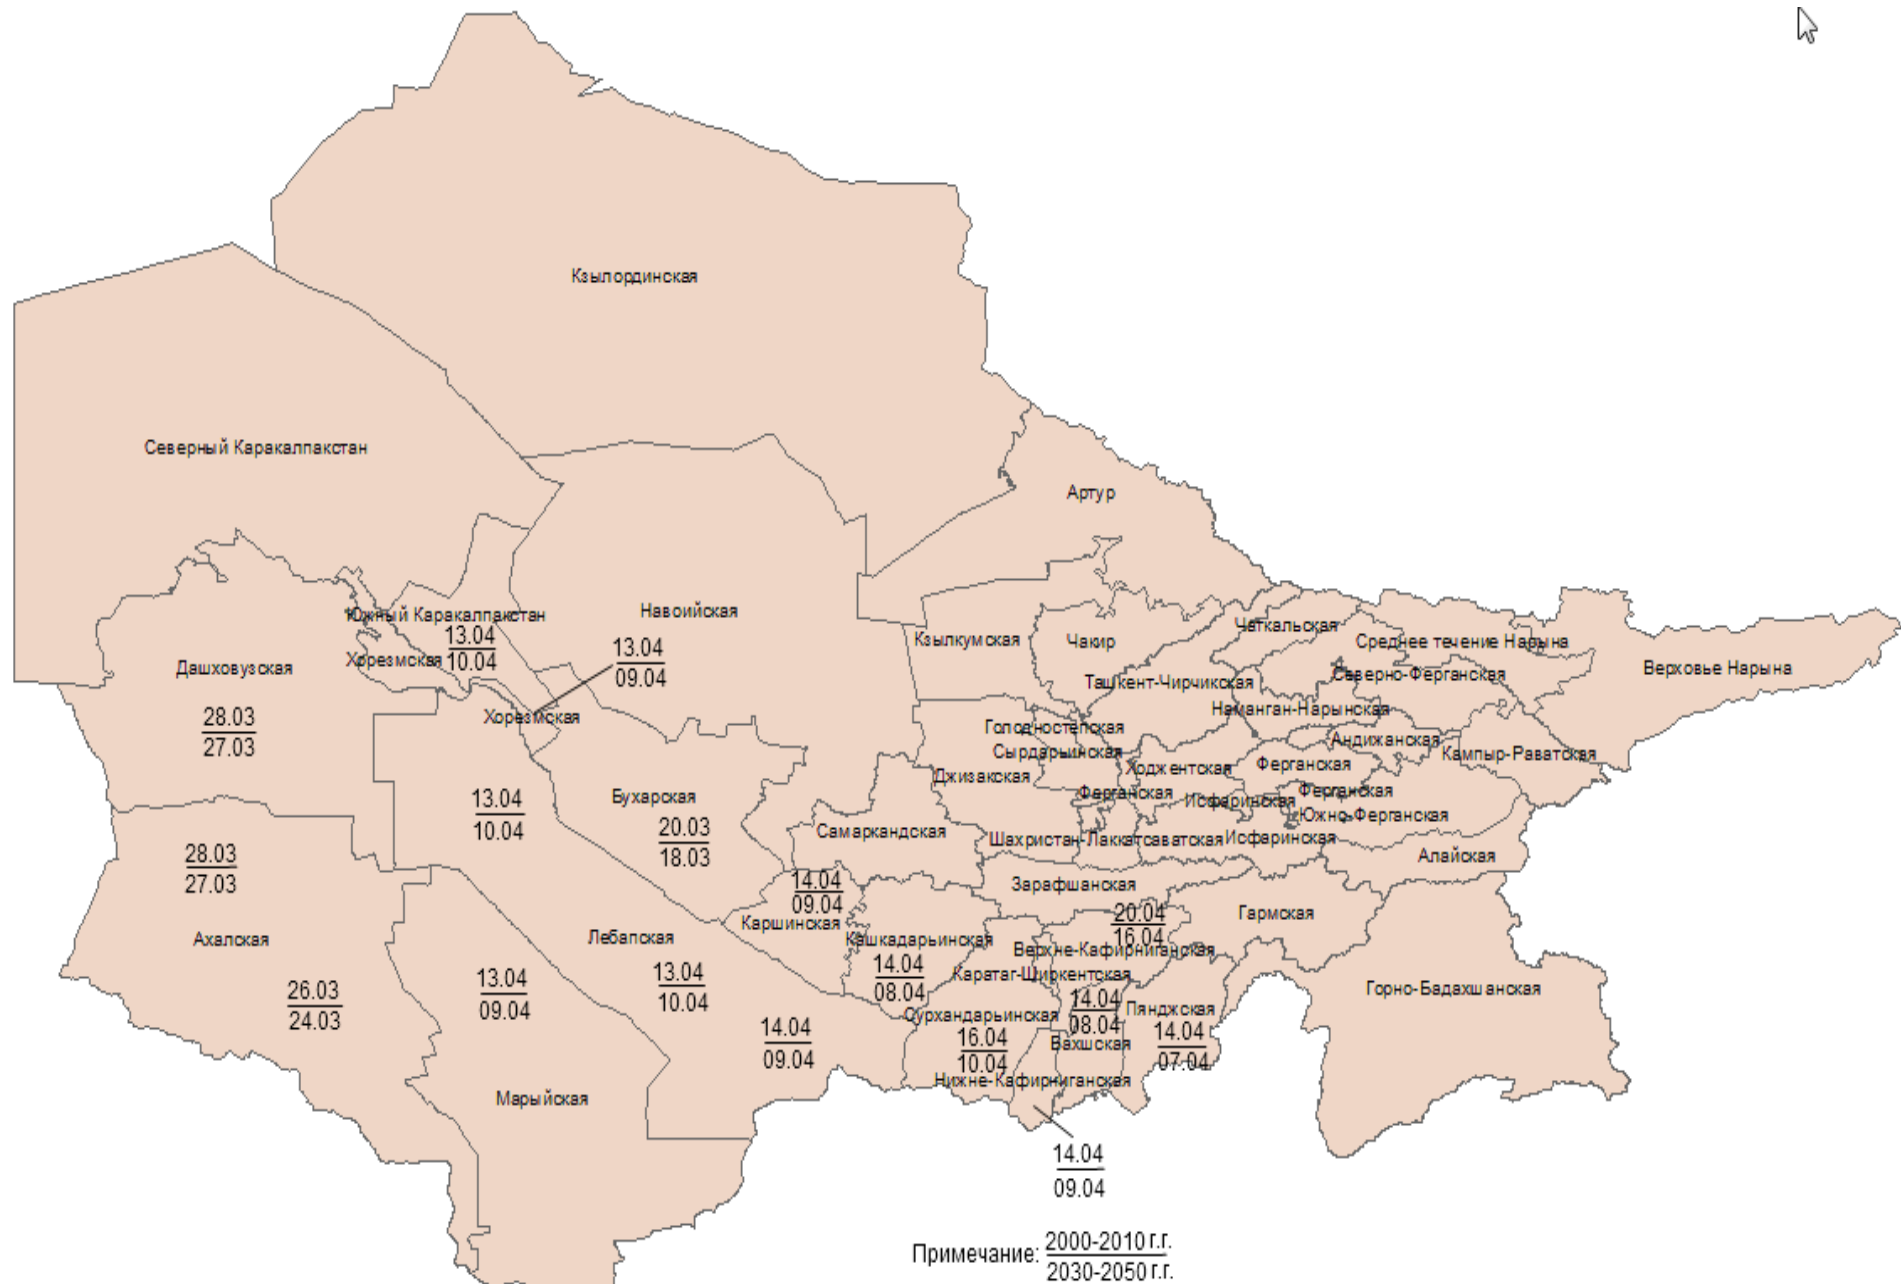 Кзылординская
Северный Каракалпакстан
Артур
Южный Каракалпакстан
13.04
10.04
Навоийская
Кзылкумская
Чакир
Чаткальская
Среднее течение Нарына
Верховье Нарына
Хорезмская
13.04
09.04
Дашховузская
Ташкент-Чирчикская
Северно-Ферганская
28.03
27.03
Хорезмская
Наманган-Нарынская
Голодностепская
Андижанская
Сырдарьинская
Кампыр-Раватская
Ходжентская
Ферганская
Джизакская
13.04
10.04
Бухарская
20.03
18.03
Ферганская
Исфаринская
Ферганская
Южно-Ферганская
Самаркандская
Шахристан-Лаккатсаватская
Исфаринская
Алайская
28.03
27.03
14.04
09.04
Зарафшанская
20.04
16.04
Гармская
Каршинская
Ахалская
Лебапская
Кашкадарьинская
14.04
08.04
Верхне-Кафирниганская
Каратаг-Ширкентская
13.04
09.04
13.04
10.04
Горно-Бадахшанская
26.03
24.03
14.04
08.04
Пянджская
14.04
07.04
Сурхандарьинская
16.04
10.04
14.04
09.04
Вахшская
Нижне-Кафирниганская
Марыйская
14.04
09.04
Примечание: 2000-2010 г.г.
2030-2050 г.г.